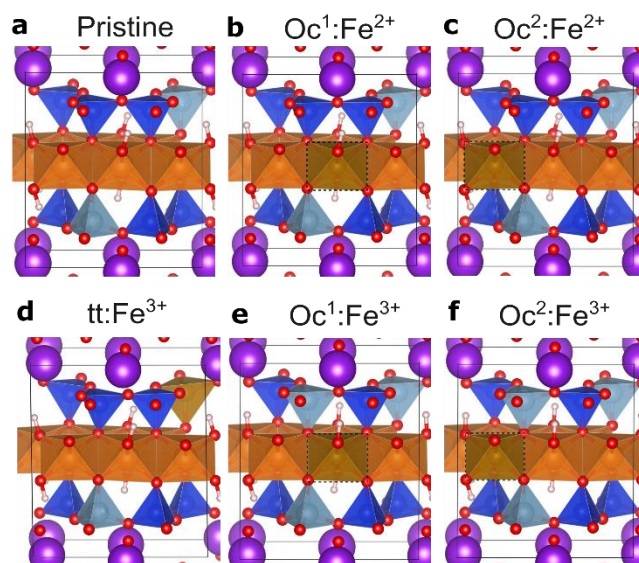 a Pristine
b Oc¹:Fe²⁺
c Oc²:Fe²⁺
d tt:Fe³⁺
e Oc¹:Fe³⁺
f Oc²:Fe³⁺